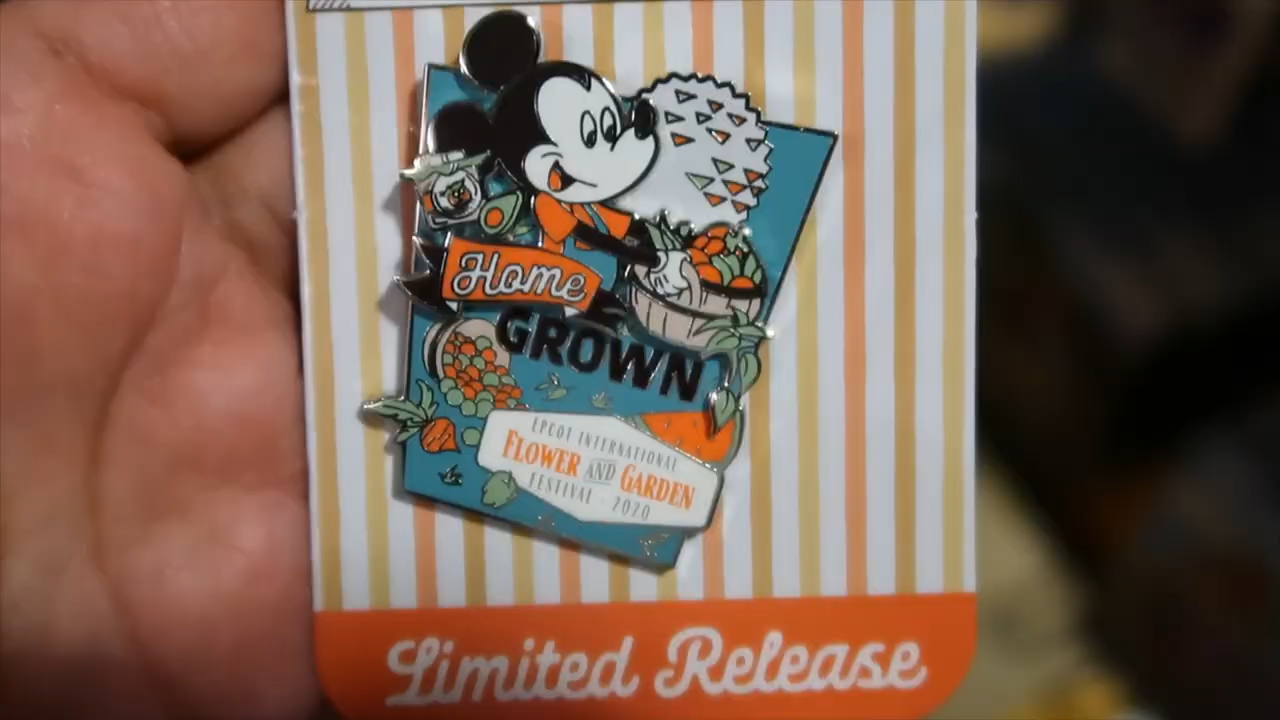 Home
GROWN
EPCOT INTERNATIONAL
FLOWER AND GARDEN
FESTIVAL · 2020
Limited Release